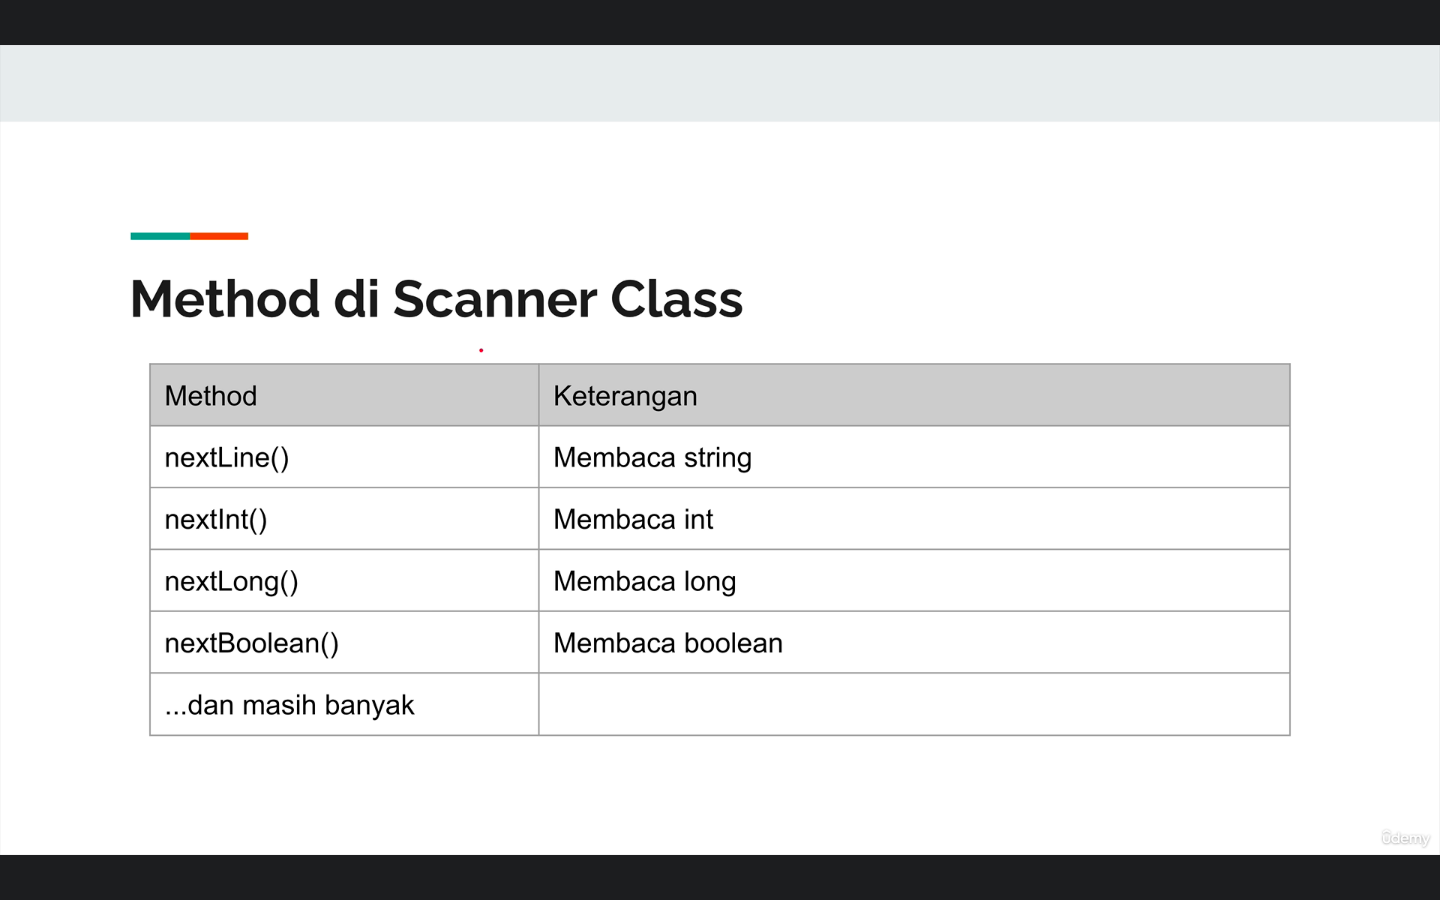 Method di Scanner Class
Method Keterangan
nextLine() Membaca string
nextInt() Membaca int
nextLong() Membaca long
nextBoolean() Membaca boolean
...dan masih banyak
ûdemy